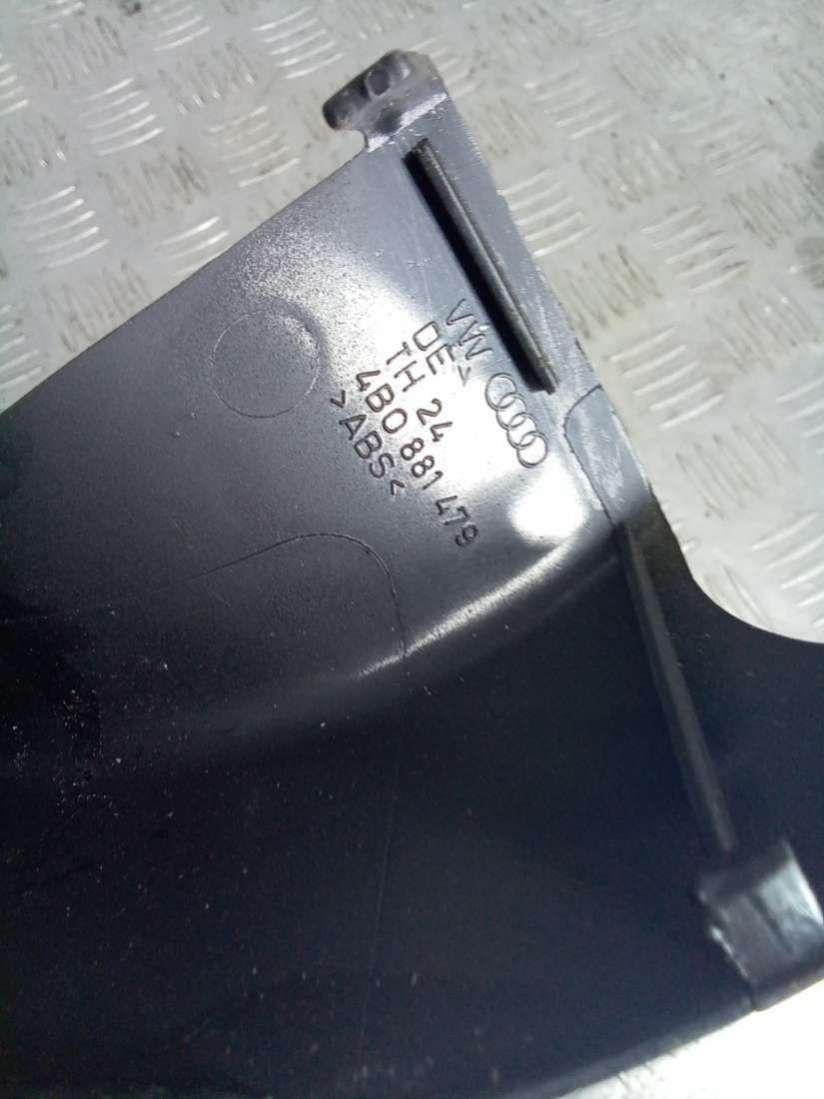 VW
DE >
TH 24
4B0 881 479
>ABS<